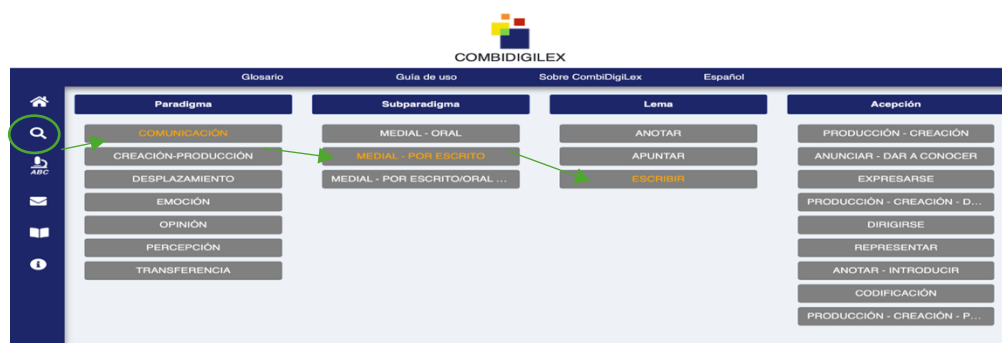 COMBIDIGILEX
Glosario Guía de uso Sobre CombiDigiLex Español
Paradigma Subparadigma Lema Acepción
COMUNICACIÓN MEDIAL - ORAL ANOTAR PRODUCCIÓN - CREACIÓN
CREACIÓN-PRODUCCIÓN MEDIAL - POR ESCRITO APUNTAR ANUNCIAR - DAR A CONOCER
DESPLAZAMIENTO MEDIAL - POR ESCRITO/ORAL ... ESCRIBIR EXPRESARSE
EMOCIÓN PRODUCCIÓN - CREACIÓN - D...
OPINIÓN DIRIGIRSE
PERCEPCIÓN REPRESENTAR
TRANSFERENCIA ANOTAR - INTRODUCIR
CODIFICACIÓN
PRODUCCIÓN - CREACIÓN - P...
ABC